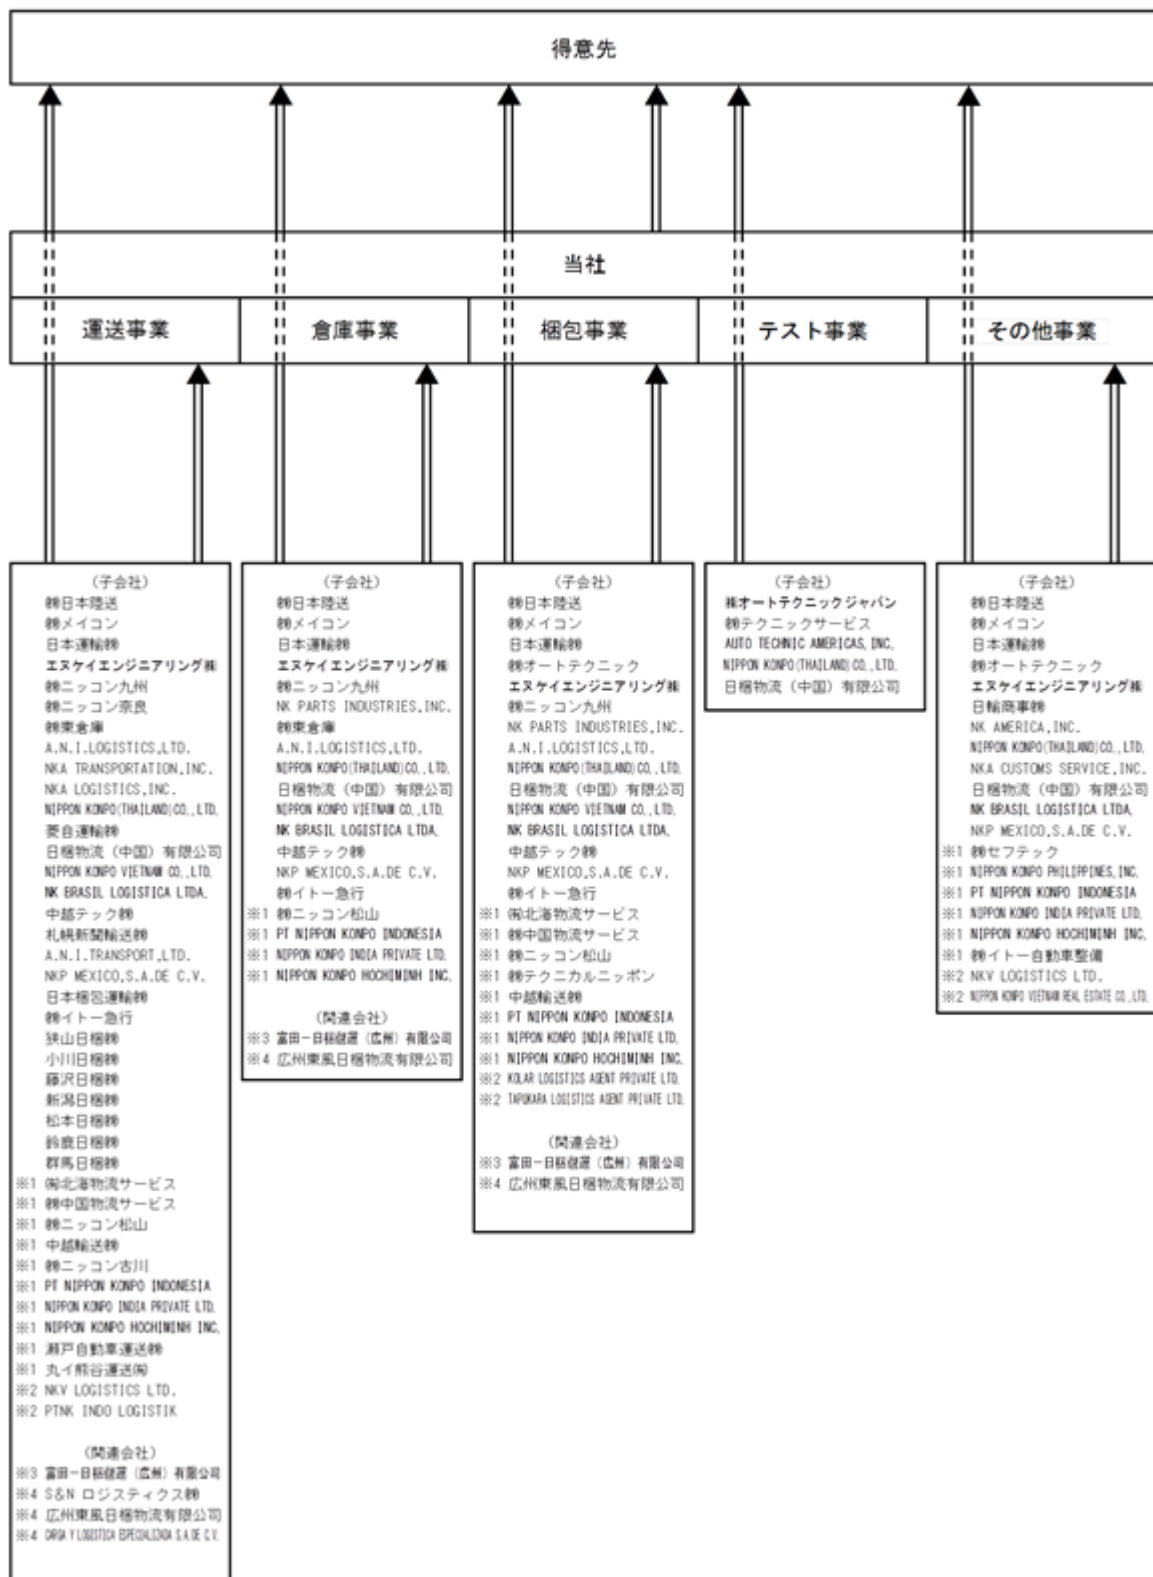 得意先
当社
運送事業
倉庫事業
梱包事業
テスト事業
その他事業
(子会社)
㈱日本陸送
㈱メイコン
日本運輸㈱
エヌケイエンジニアリング㈱
㈱ニッコン九州
㈱ニッコン奈良
㈱東倉庫
A.N.I.LOGISTICS,LTD.
NKA TRANSPORTATION,INC.
NKA LOGISTICS,INC.
NIPPON KONPO(THAILAND)CO.,LTD.
菱自運輸㈱
日梱物流（中国）有限公司
NIPPON KONPO VIETNAM CO.,LTD.
NK BRASIL LOGISTICA LTDA.
中越テック㈱
札幌新聞輸送㈱
A.N.I.TRANSPORT,LTD.
NKP MEXICO,S.A.DE C.V.
日本梱包運輸㈱
㈱イトー急行
狭山日梱㈱
小川日梱㈱
藤沢日梱㈱
新潟日梱㈱
松本日梱㈱
鈴鹿日梱㈱
群馬日梱㈱
※1 ㈲北海物流サービス
※1 ㈱中国物流サービス
※1 ㈱ニッコン松山
※1 中越輸送㈱
※1 ㈱ニッコン古川
※1 PT NIPPON KONPO INDONESIA
※1 NIPPON KONPO INDIA PRIVATE LTD.
※1 NIPPON KONPO HOCHIMINH INC.
※1 瀬戸自動車運送㈱
※1 丸イ熊谷運送㈲
※2 NKV LOGISTICS LTD.
※2 PTNK INDO LOGISTIK
(関連会社)
※3 富田－日梱儲運（広州）有限公司
※4 S&N ロジスティクス㈱
※4 広州東風日梱物流有限公司
※4 CARGA Y LOGISTICA ESPECIALIZADA S.A.DE C.V.
(子会社)
㈱日本陸送
㈱メイコン
日本運輸㈱
エヌケイエンジニアリング㈱
㈱ニッコン九州
NK PARTS INDUSTRIES,INC.
㈱東倉庫
A.N.I.LOGISTICS,LTD.
NIPPON KONPO(THAILAND)CO.,LTD.
日梱物流（中国）有限公司
NIPPON KONPO VIETNAM CO.,LTD.
NK BRASIL LOGISTICA LTDA.
中越テック㈱
NKP MEXICO,S.A.DE C.V.
㈱イトー急行
※1 ㈱ニッコン松山
※1 PT NIPPON KONPO INDONESIA
※1 NIPPON KONPO INDIA PRIVATE LTD.
※1 NIPPON KONPO HOCHIMINH INC.
(関連会社)
※3 富田－日梱儲運（広州）有限公司
※4 広州東風日梱物流有限公司
(子会社)
㈱日本陸送
㈱メイコン
日本運輸㈱
㈱オートテクニック
エヌケイエンジニアリング㈱
㈱ニッコン九州
NK PARTS INDUSTRIES,INC.
A.N.I.LOGISTICS,LTD.
NIPPON KONPO(THAILAND)CO.,LTD.
日梱物流（中国）有限公司
NIPPON KONPO VIETNAM CO.,LTD.
NK BRASIL LOGISTICA LTDA.
中越テック㈱
NKP MEXICO,S.A.DE C.V.
㈱イトー急行
※1 ㈲北海物流サービス
※1 ㈱中国物流サービス
※1 ㈱ニッコン松山
※1 ㈱テクニカルニッポン
※1 中越輸送㈱
※1 PT NIPPON KONPO INDONESIA
※1 NIPPON KONPO INDIA PRIVATE LTD.
※1 NIPPON KONPO HOCHIMINH INC.
※2 KOLAR LOGISTICS AGENT PRIVATE LTD.
※2 TAPUKARA LOGISTICS AGENT PRIVATE LTD.
(関連会社)
※3 富田－日梱儲運（広州）有限公司
※4 広州東風日梱物流有限公司
(子会社)
㈱オートテクニックジャパン
㈱テクニックサービス
AUTO TECHNIC AMERICAS,INC.
NIPPON KONPO(THAILAND)CO.,LTD.
日梱物流（中国）有限公司
(子会社)
㈱日本陸送
㈱メイコン
日本運輸㈱
㈱オートテクニック
エヌケイエンジニアリング㈱
日輪商事㈱
NK AMERICA,INC.
NIPPON KONPO(THAILAND)CO.,LTD.
NKA CUSTOMS SERVICE,INC.
日梱物流（中国）有限公司
NK BRASIL LOGISTICA LTDA.
NKP MEXICO,S.A.DE C.V.
※1 ㈱セフテック
※1 NIPPON KONPO PHILIPPINES,INC.
※1 PT NIPPON KONPO INDONESIA
※1 NIPPON KONPO INDIA PRIVATE LTD.
※1 NIPPON KONPO HOCHIMINH INC.
※1 ㈱イトー自動車整備
※2 NKV LOGISTICS LTD.
※2 NIPPON KONPO VIETNAM REAL ESTATE CO.,LTD.